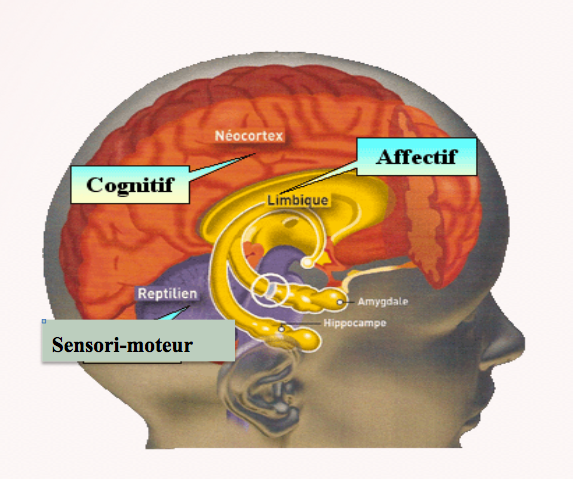 Néocortex
Affectif
Cognitif
Limbique
Reptilien
Amygdale
Hippocampe
Sensori-moteur